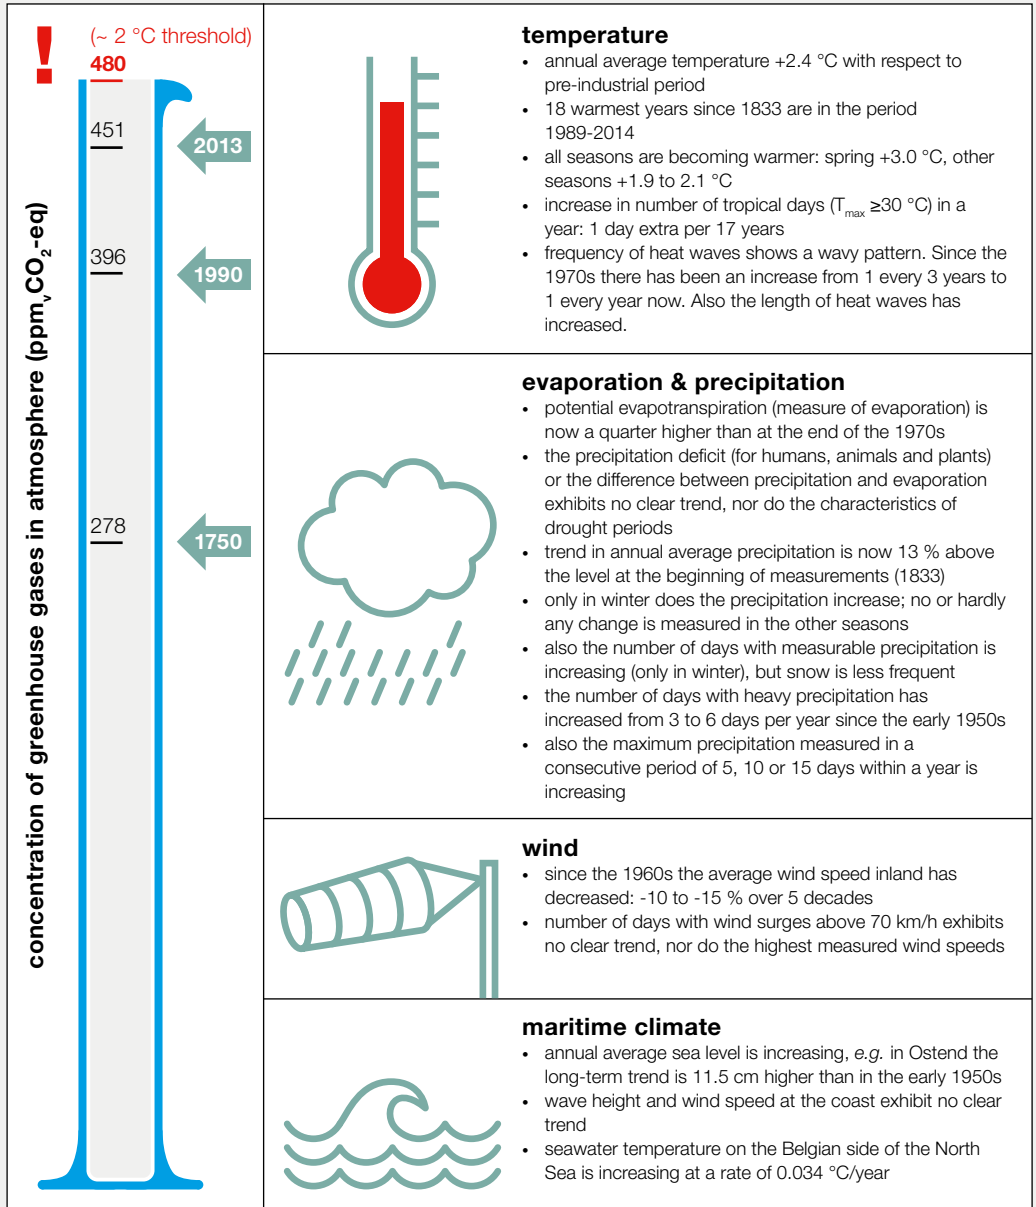 (~ 2 °C threshold)
480
451
2013
396
1990
278
1750
concentration of greenhouse gases in atmosphere (ppmᵥCO₂-eq)
temperature
• annual average temperature +2.4 °C with respect to
pre-industrial period
• 18 warmest years since 1833 are in the period
1989-2014
• all seasons are becoming warmer: spring +3.0 °C, other
seasons +1.9 to 2.1 °C
• increase in number of tropical days (Tmax ≥30 °C) in a
year: 1 day extra per 17 years
• frequency of heat waves shows a wavy pattern. Since the
1970s there has been an increase from 1 every 3 years to
1 every year now. Also the length of heat waves has
increased.
evaporation & precipitation
• potential evapotranspiration (measure of evaporation) is
now a quarter higher than at the end of the 1970s
• the precipitation deficit (for humans, animals and plants)
or the difference between precipitation and evaporation
exhibits no clear trend, nor do the characteristics of
drought periods
• trend in annual average precipitation is now 13 % above
the level at the beginning of measurements (1833)
• only in winter does the precipitation increase; no or hardly
any change is measured in the other seasons
• also the number of days with measurable precipitation is
increasing (only in winter), but snow is less frequent
• the number of days with heavy precipitation has
increased from 3 to 6 days per year since the early 1950s
• also the maximum precipitation measured in a
consecutive period of 5, 10 or 15 days within a year is
increasing
wind
• since the 1960s the average wind speed inland has
decreased: -10 to -15 % over 5 decades
• number of days with wind surges above 70 km/h exhibits
no clear trend, nor do the highest measured wind speeds
maritime climate
• annual average sea level is increasing, e.g. in Ostend the
long-term trend is 11.5 cm higher than in the early 1950s
• wave height and wind speed at the coast exhibit no clear
trend
• seawater temperature on the Belgian side of the North
Sea is increasing at a rate of 0.034 °C/year